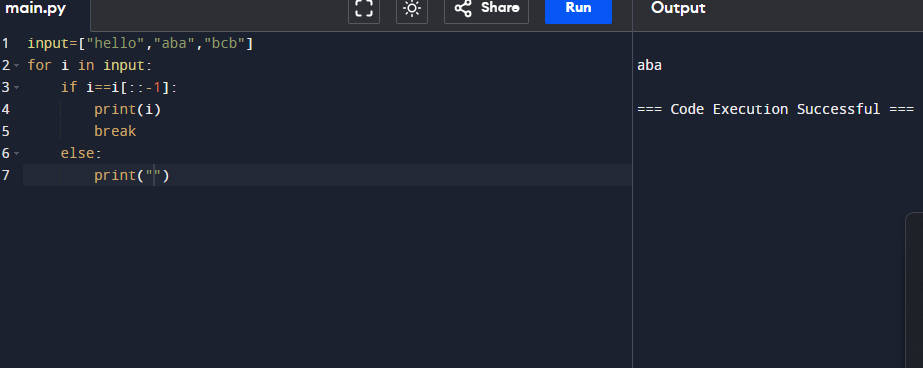 main.py Share Run Output
1 input=["hello","aba","bcb"]
2 for i in input:
3     if i==i[::-1]:
4         print(i)
5         break
6     else:
7         print("")
aba
=== Code Execution Successful ===